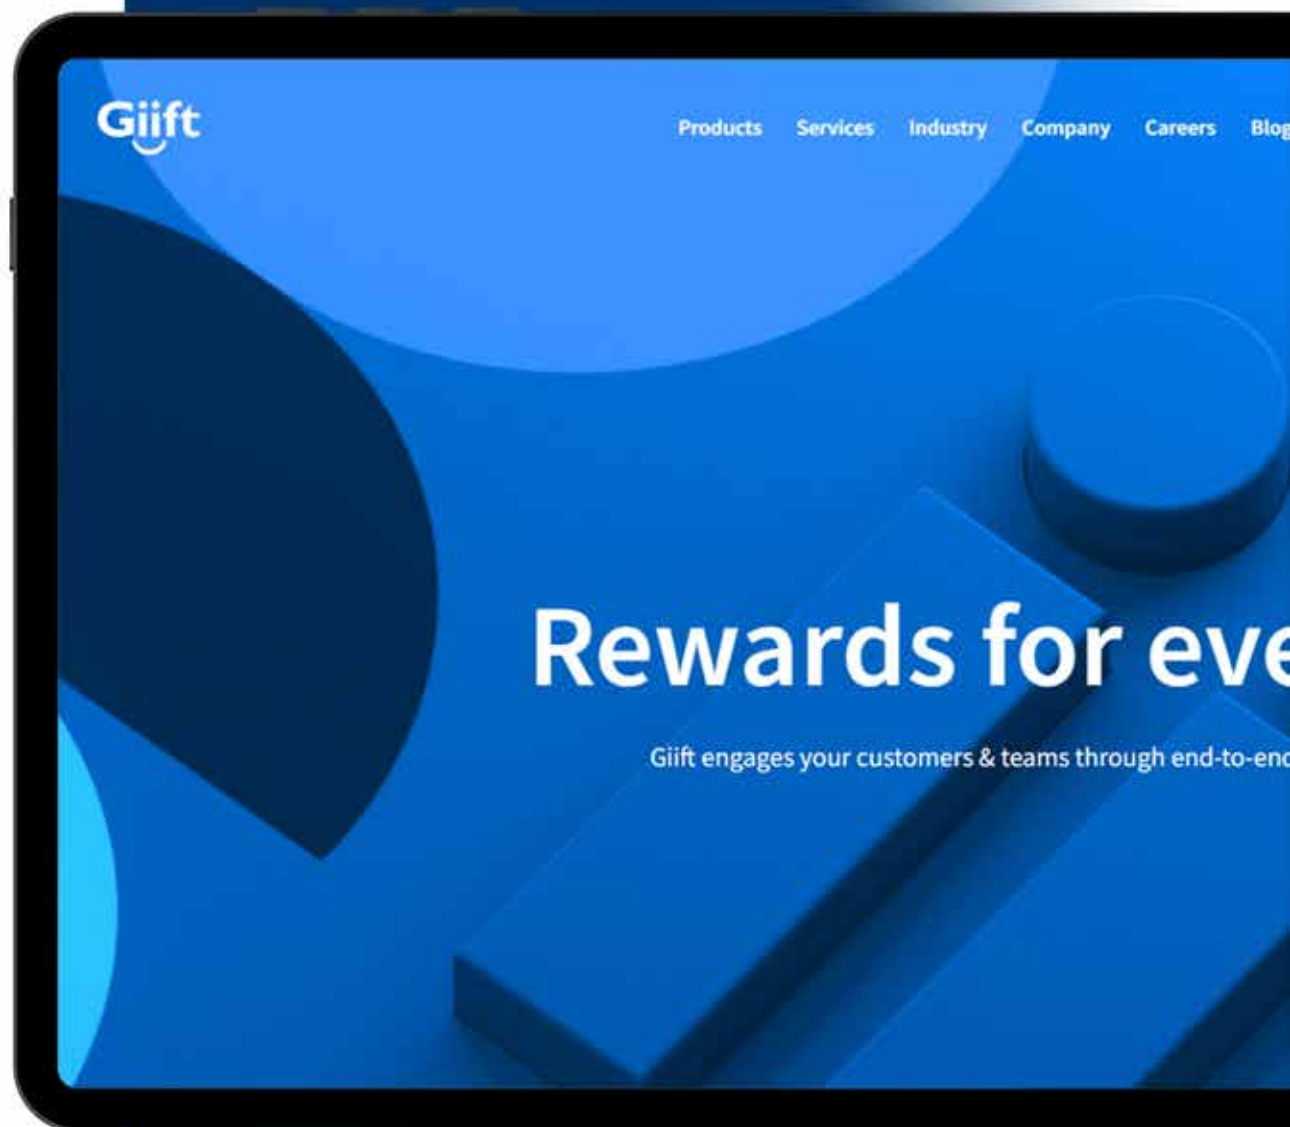 Giift
Products Services Industry Company Careers Blog
Rewards for eve
Giift engages your customers & teams through end-to-end